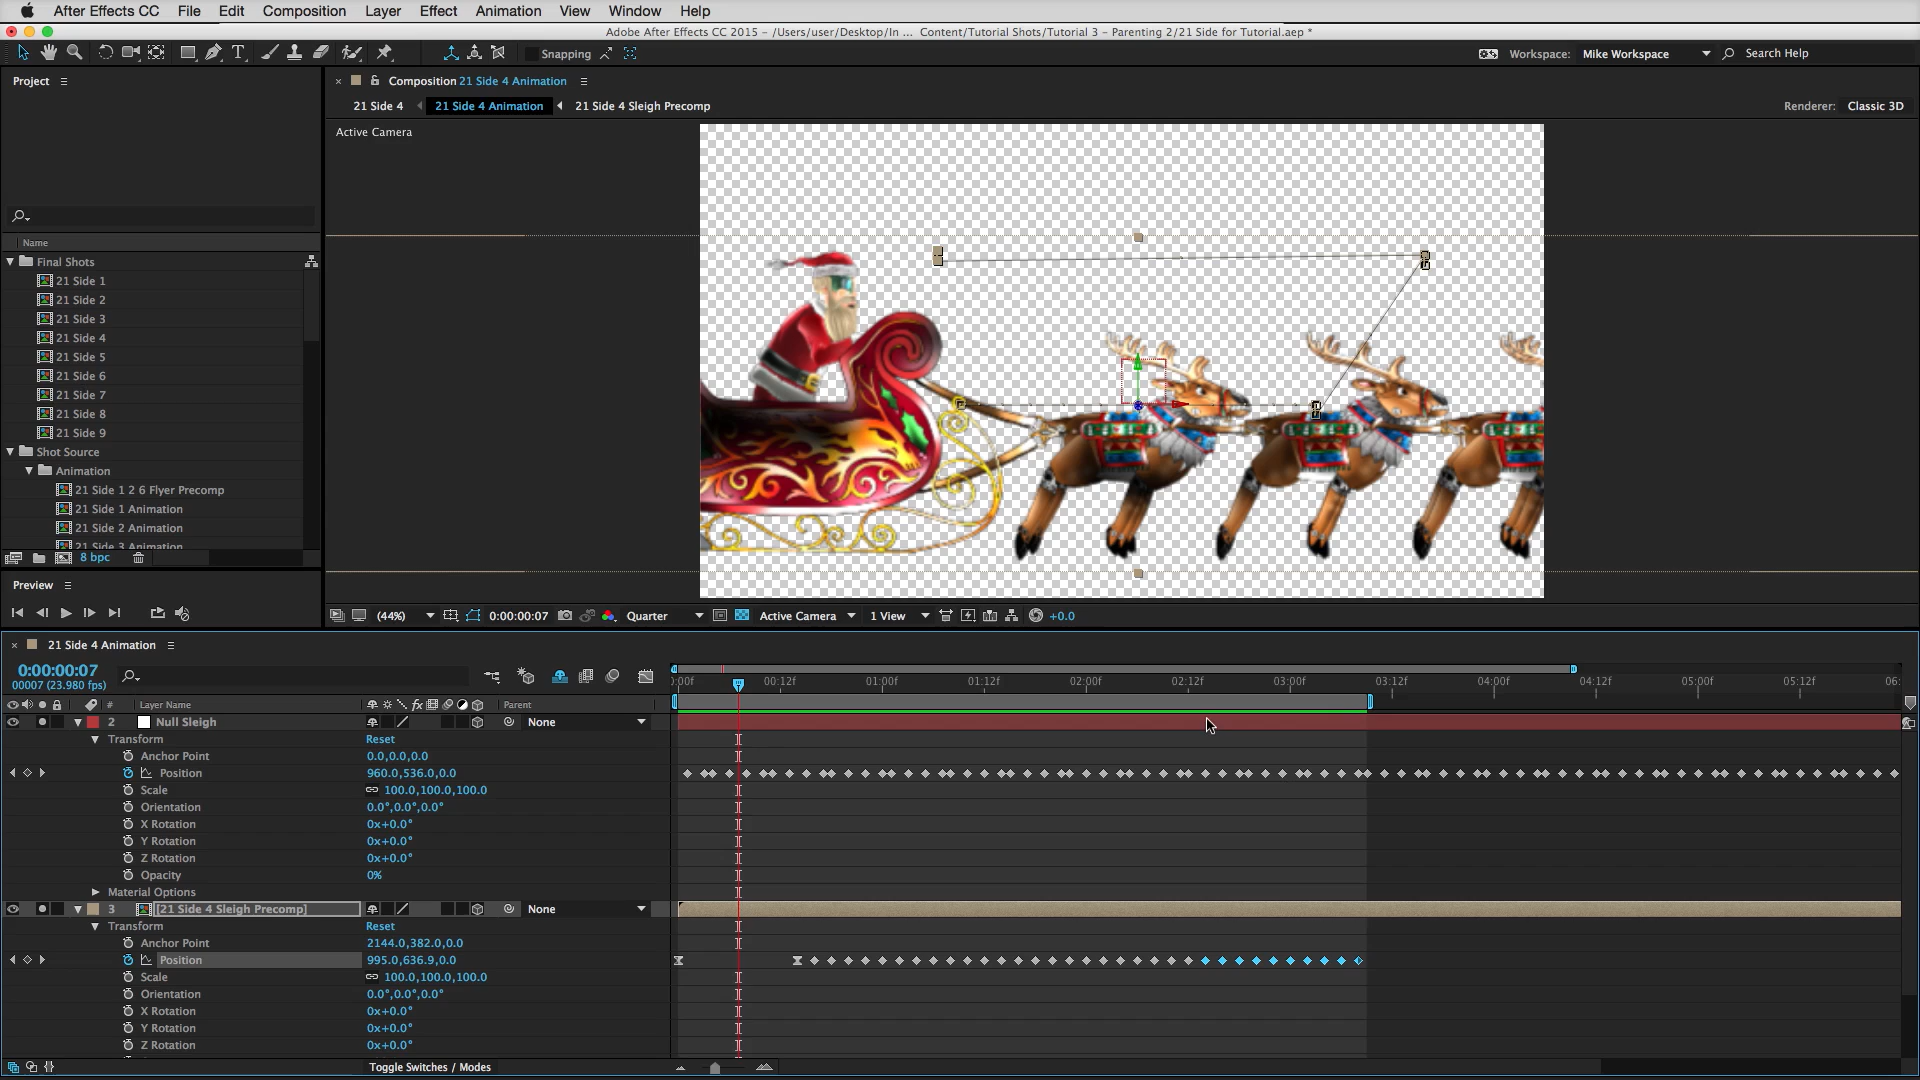 After Effects CC File Edit Composition Layer Effect Animation View Window Help
Adobe After Effects CC 2015 - /Users/user/Desktop/In ... Content/Tutorial Shots/Tutorial 3 - Parenting 2/21 Side for Tutorial.aep *
Snapping
Workspace: Mike Workspace
Search Help
Project
Composition 21 Side 4 Animation
21 Side 4 21 Side 4 Animation 21 Side 4 Sleigh Precomp
Renderer: Classic 3D
Active Camera
Name
Final Shots
21 Side 1
21 Side 2
21 Side 3
21 Side 4
21 Side 5
21 Side 6
21 Side 7
21 Side 8
21 Side 9
Shot Source
Animation
21 Side 1 2 6 Flyer Precomp
21 Side 1 Animation
21 Side 2 Animation
21 Side 3 Animation
8 bpc
Preview
(44%) 0:00:00:07 Quarter Active Camera 1 View +0.0
21 Side 4 Animation
0:00:00:07
00007 (23.980 fps)
:00f 00:12f 01:00f 01:12f 02:00f 02:12f 03:00f 03:12f 04:00f 04:12f 05:00f 05:12f 06:
# Layer Name Parent
2 Null Sleigh None
Transform Reset
Anchor Point 0.0,0.0,0.0
Position 960.0,536.0,0.0
Scale 100.0,100.0,100.0
Orientation 0.0°,0.0°,0.0°
X Rotation 0x+0.0°
Y Rotation 0x+0.0°
Z Rotation 0x+0.0°
Opacity 0%
Material Options
3 [21 Side 4 Sleigh Precomp] None
Transform Reset
Anchor Point 2144.0,382.0,0.0
Position 995.0,636.9,0.0
Scale 100.0,100.0,100.0
Orientation 0.0°,0.0°,0.0°
X Rotation 0x+0.0°
Y Rotation 0x+0.0°
Z Rotation 0x+0.0°
Toggle Switches / Modes